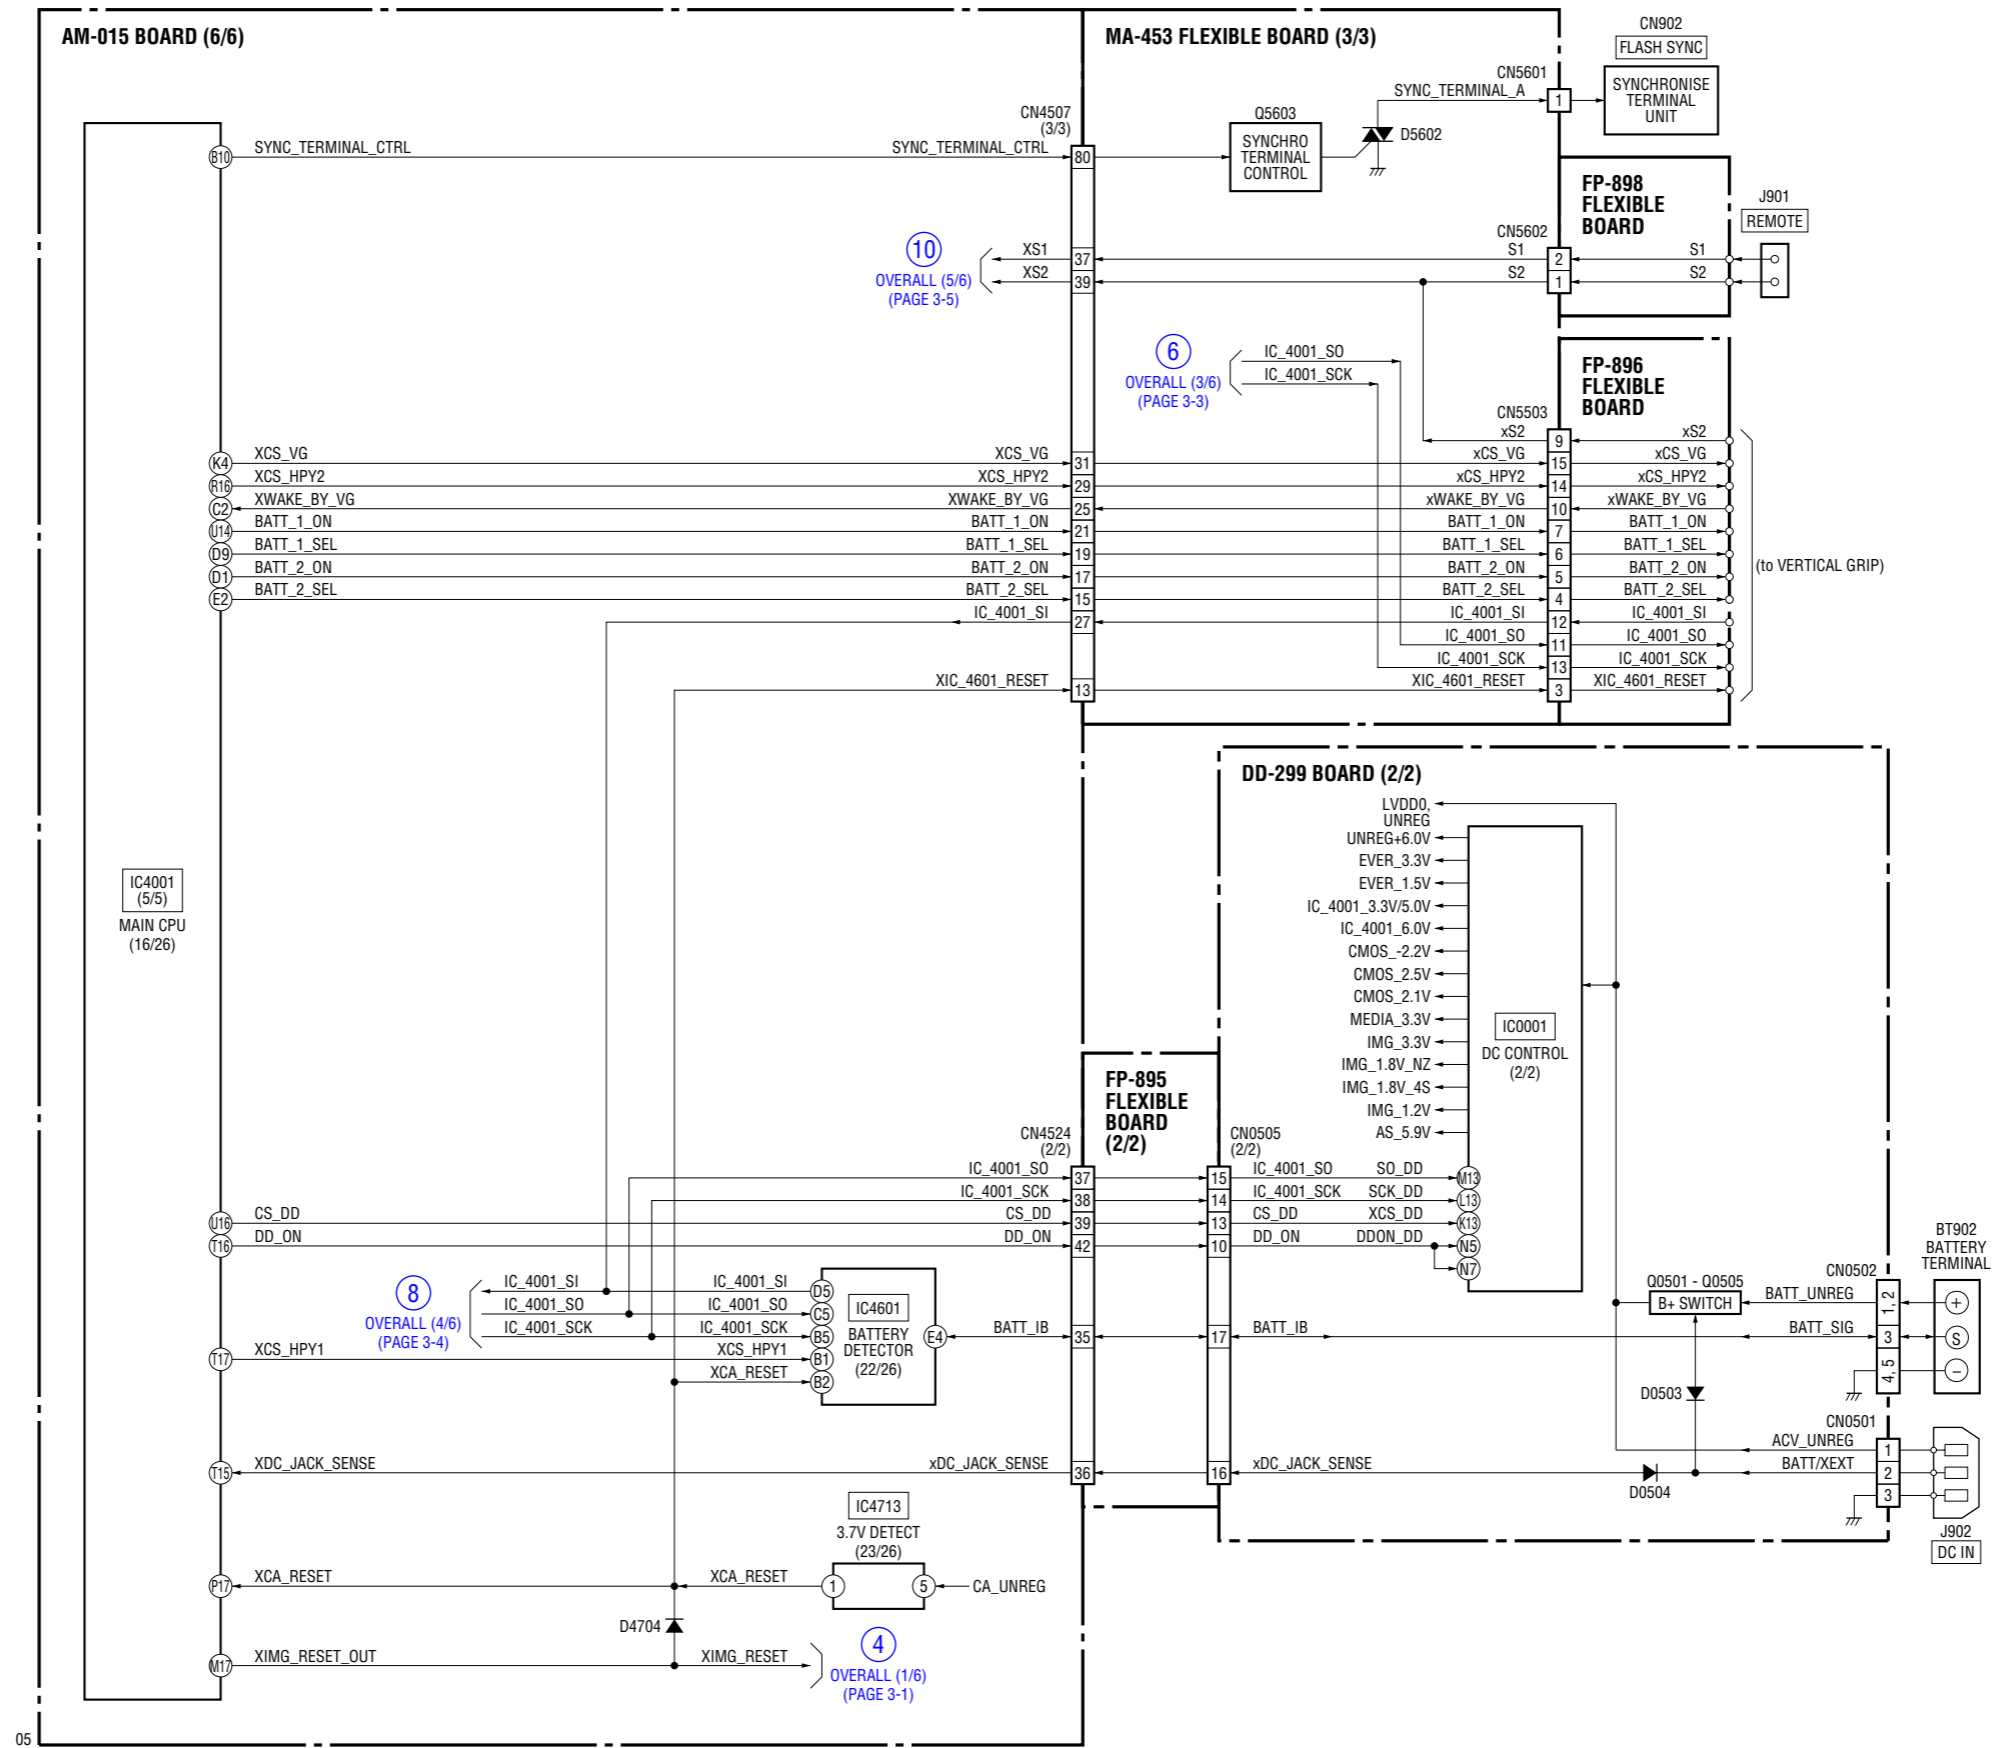 AM-015 BOARD (6/6)
MA-453 FLEXIBLE BOARD (3/3)
CN902
FLASH SYNC
SYNCHRONISE
TERMINAL
UNIT
CN5601
SYNC_TERMINAL_A
1
CN4507
(3/3)
Q5603
SYNCHRO
TERMINAL
CONTROL
D5602
B10
SYNC_TERMINAL_CTRL
SYNC_TERMINAL_CTRL
80
FP-898
FLEXIBLE
BOARD
J901
REMOTE
10
OVERALL (5/6)
(PAGE 3-5)
CN5602
XS1
37
S1
2
S1
XS2
39
S2
1
S2
6
OVERALL (3/6)
(PAGE 3-3)
IC_4001_SO
IC_4001_SCK
FP-896
FLEXIBLE
BOARD
CN5503
xS2
9
xS2
K4
XCS_VG
XCS_VG
31
xCS_VG
15
xCS_VG
R16
XCS_HPY2
XCS_HPY2
29
xCS_HPY2
14
xCS_HPY2
C2
XWAKE_BY_VG
XWAKE_BY_VG
25
xWAKE_BY_VG
10
xWAKE_BY_VG
U14
BATT_1_ON
BATT_1_ON
21
BATT_1_ON
7
BATT_1_ON
D9
BATT_1_SEL
BATT_1_SEL
19
BATT_1_SEL
6
BATT_1_SEL
D1
BATT_2_ON
BATT_2_ON
17
BATT_2_ON
5
BATT_2_ON
E2
BATT_2_SEL
BATT_2_SEL
15
BATT_2_SEL
4
BATT_2_SEL
(to VERTICAL GRIP)
IC_4001_SI
27
IC_4001_SI
12
IC_4001_SI
IC_4001_SO
11
IC_4001_SO
IC_4001_SCK
13
IC_4001_SCK
XIC_4601_RESET
13
XIC_4601_RESET
3
XIC_4601_RESET
DD-299 BOARD (2/2)
LVDD0,
UNREG
UNREG+6.0V
EVER_3.3V
EVER_1.5V
IC_4001_3.3V/5.0V
IC_4001_6.0V
CMOS_-2.2V
CMOS_2.5V
CMOS_2.1V
MEDIA_3.3V
IMG_3.3V
IMG_1.8V_NZ
IMG_1.8V_4S
IMG_1.2V
AS_5.9V
IC0001
DC CONTROL
(2/2)
IC4001
(5/5)
MAIN CPU
(16/26)
FP-895
FLEXIBLE
BOARD
(2/2)
CN4524
(2/2)
CN0505
(2/2)
IC_4001_SO
37
15
IC_4001_SO
SO_DD
M13
IC_4001_SCK
38
14
IC_4001_SCK
SCK_DD
L13
U16
CS_DD
CS_DD
39
13
CS_DD
XCS_DD
K13
T16
DD_ON
DD_ON
42
10
DD_ON
DDON_DD
N5
N7
8
OVERALL (4/6)
(PAGE 3-4)
IC_4001_SI
IC_4001_SI
D5
IC_4001_SO
IC_4001_SO
C5
IC_4001_SCK
IC_4001_SCK
B5
T17
XCS_HPY1
XCS_HPY1
B1
XCA_RESET
B2
IC4601
BATTERY
DETECTOR
(22/26)
E4
BATT_IB
35
17
BATT_IB
Q0501 - Q0505
B+ SWITCH
BATT_UNREG
BATT_SIG
CN0502
1, 2
3
4, 5
BT902
BATTERY
TERMINAL
+
S
−
D0503
CN0501
ACV_UNREG
1
BATT/XEXT
2
3
J902
DC IN
T15
XDC_JACK_SENSE
xDC_JACK_SENSE
36
16
xDC_JACK_SENSE
D0504
IC4713
3.7V DETECT
(23/26)
P17
XCA_RESET
XCA_RESET
1
5
CA_UNREG
D4704
M17
XIMG_RESET_OUT
XIMG_RESET
4
OVERALL (1/6)
(PAGE 3-1)
05